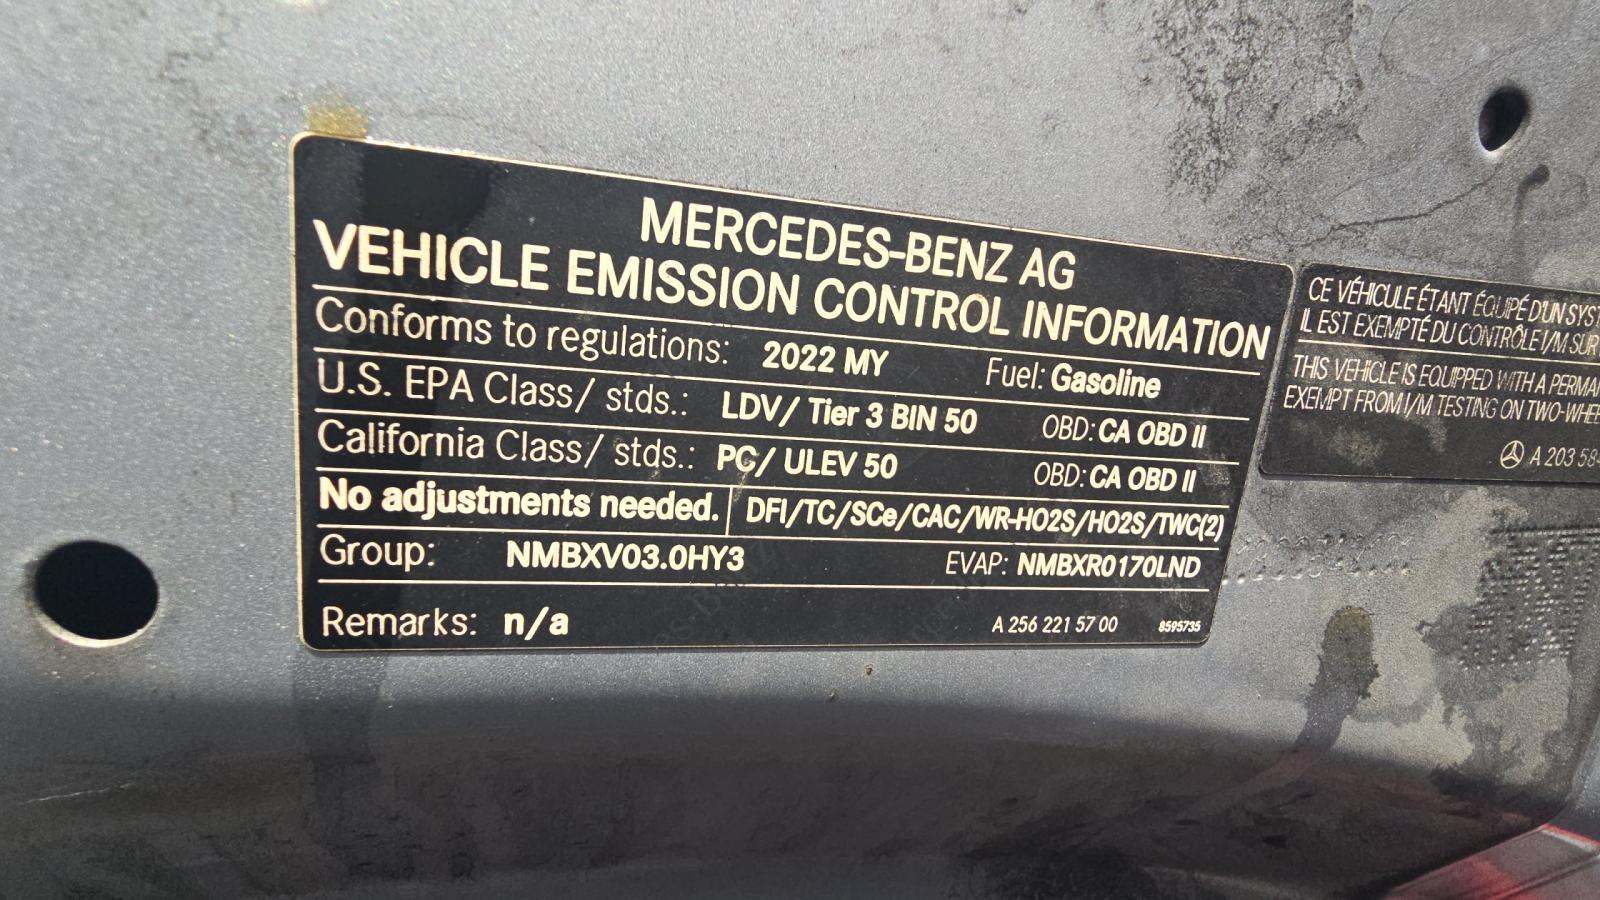 MERCEDES-BENZ AG
VEHICLE EMISSION CONTROL INFORMATION
Conforms to regulations: 2022 MY Fuel: Gasoline
U.S. EPA Class/ stds.: LDV/ Tier 3 BIN 50 OBD: CA OBD II
California Class/ stds.: PC/ ULEV 50 OBD: CA OBD II
No adjustments needed. DFI/TC/SCe/CAC/WR-HO2S/HO2S/TWC(2)
Group: NMBXV03.0HY3 EVAP: NMBXR0170LND
Remarks: n/a A 256 221 57 00 8595735
CE VÉHICULE ÉTANT ÉQUIPÉ D'UN SYST
IL EST EXEMPTÉ DU CONTRÔLE I/M SUR
THIS VEHICLE IS EQUIPPED WITH A PERMA
EXEMPT FROM I/M TESTING ON TWO-WHEE
A 203 584